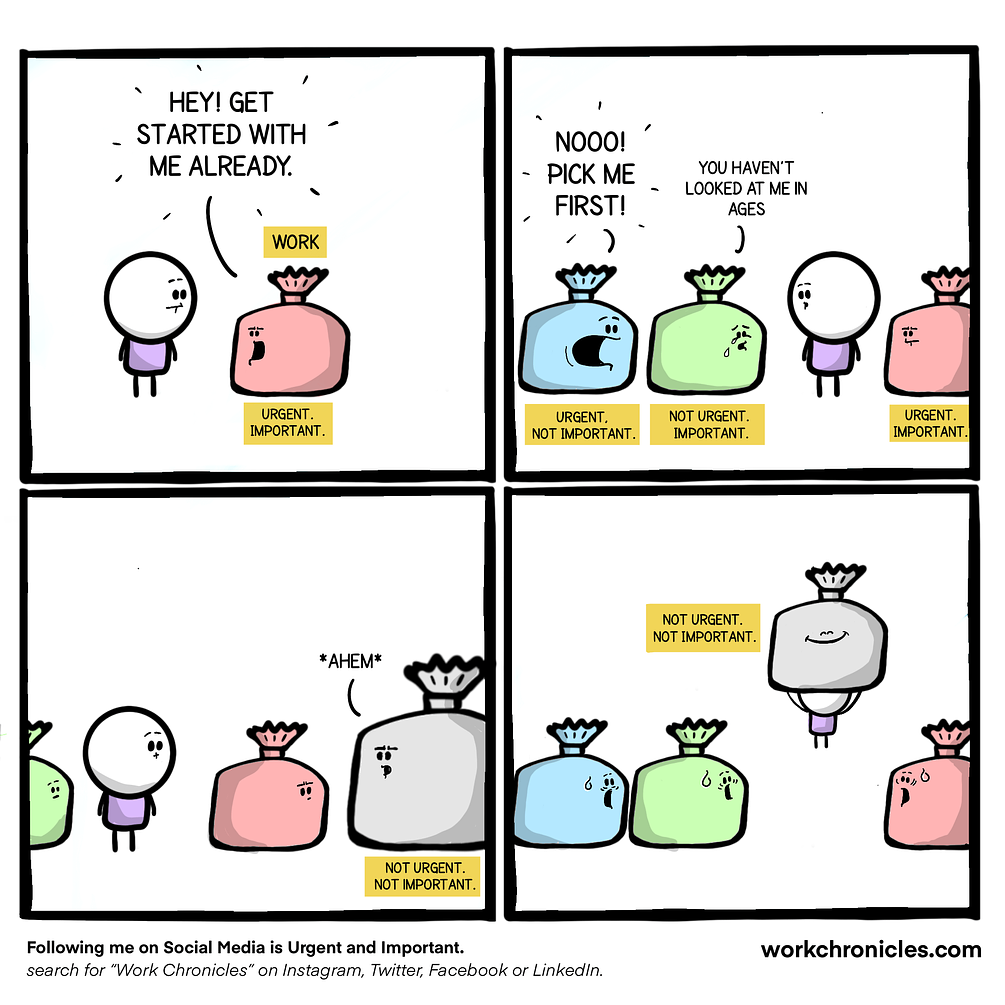 HEY! GET
STARTED WITH
ME ALREADY.
WORK
URGENT.
IMPORTANT.
NOOO!
PICK ME
FIRST!
YOU HAVEN'T
LOOKED AT ME IN
AGES
URGENT,
NOT IMPORTANT.
NOT URGENT.
IMPORTANT.
URGENT.
IMPORTANT.
*AHEM*
NOT URGENT.
NOT IMPORTANT.
NOT URGENT.
NOT IMPORTANT.
Following me on Social Media is Urgent and Important.
search for “Work Chronicles” on Instagram, Twitter, Facebook or LinkedIn.
workchronicles.com